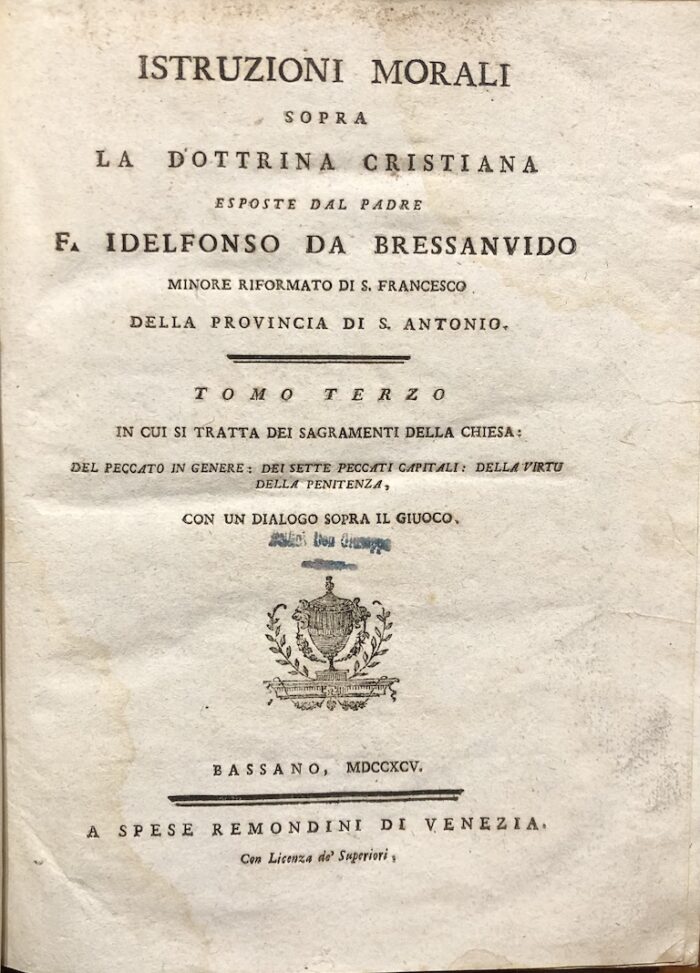 ISTRUZIONI MORALI
SOPRA
LA DOTTRINA CRISTIANA
ESPOSTE DAL PADRE
F. IDELFONSO DA BRESSANVIDO
MINORE RIFORMATO DI S. FRANCESCO
DELLA PROVINCIA DI S. ANTONIO.
TOMO TERZO
IN CUI SI TRATTA DEI SAGRAMENTI DELLA CHIESA:
DEL PECCATO IN GENERE: DEI SETTE PECCATI CAPITALI: DELLA VIRTU
DELLA PENITENZA,
CON UN DIALOGO SOPRA IL GIUOCO.
Don Giuseppe
BASSANO, MDCCXCV.
A SPESE REMONDINI DI VENEZIA.
Con Licenza de' Superiori,